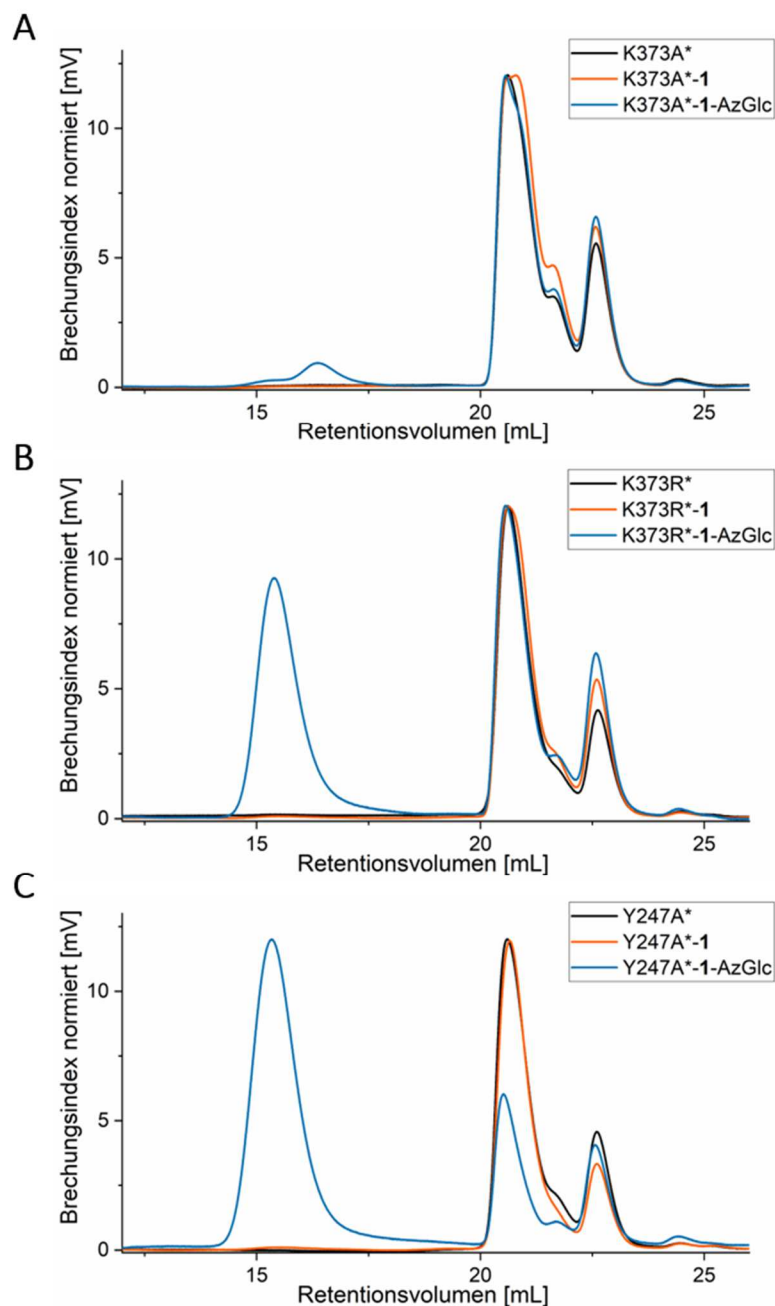 A
Brechungsindex normiert [mV]
10
5
0
K373A*
K373A*-1
K373A*-1-AzGlc
15
20
25
Retentionsvolumen [mL]
B
Brechungsindex normiert [mV]
10
5
0
K373R*
K373R*-1
K373R*-1-AzGlc
15
20
25
Retentionsvolumen [mL]
C
Brechungsindex normiert [mV]
10
5
0
Y247A*
Y247A*-1
Y247A*-1-AzGlc
15
20
25
Retentionsvolumen [mL]